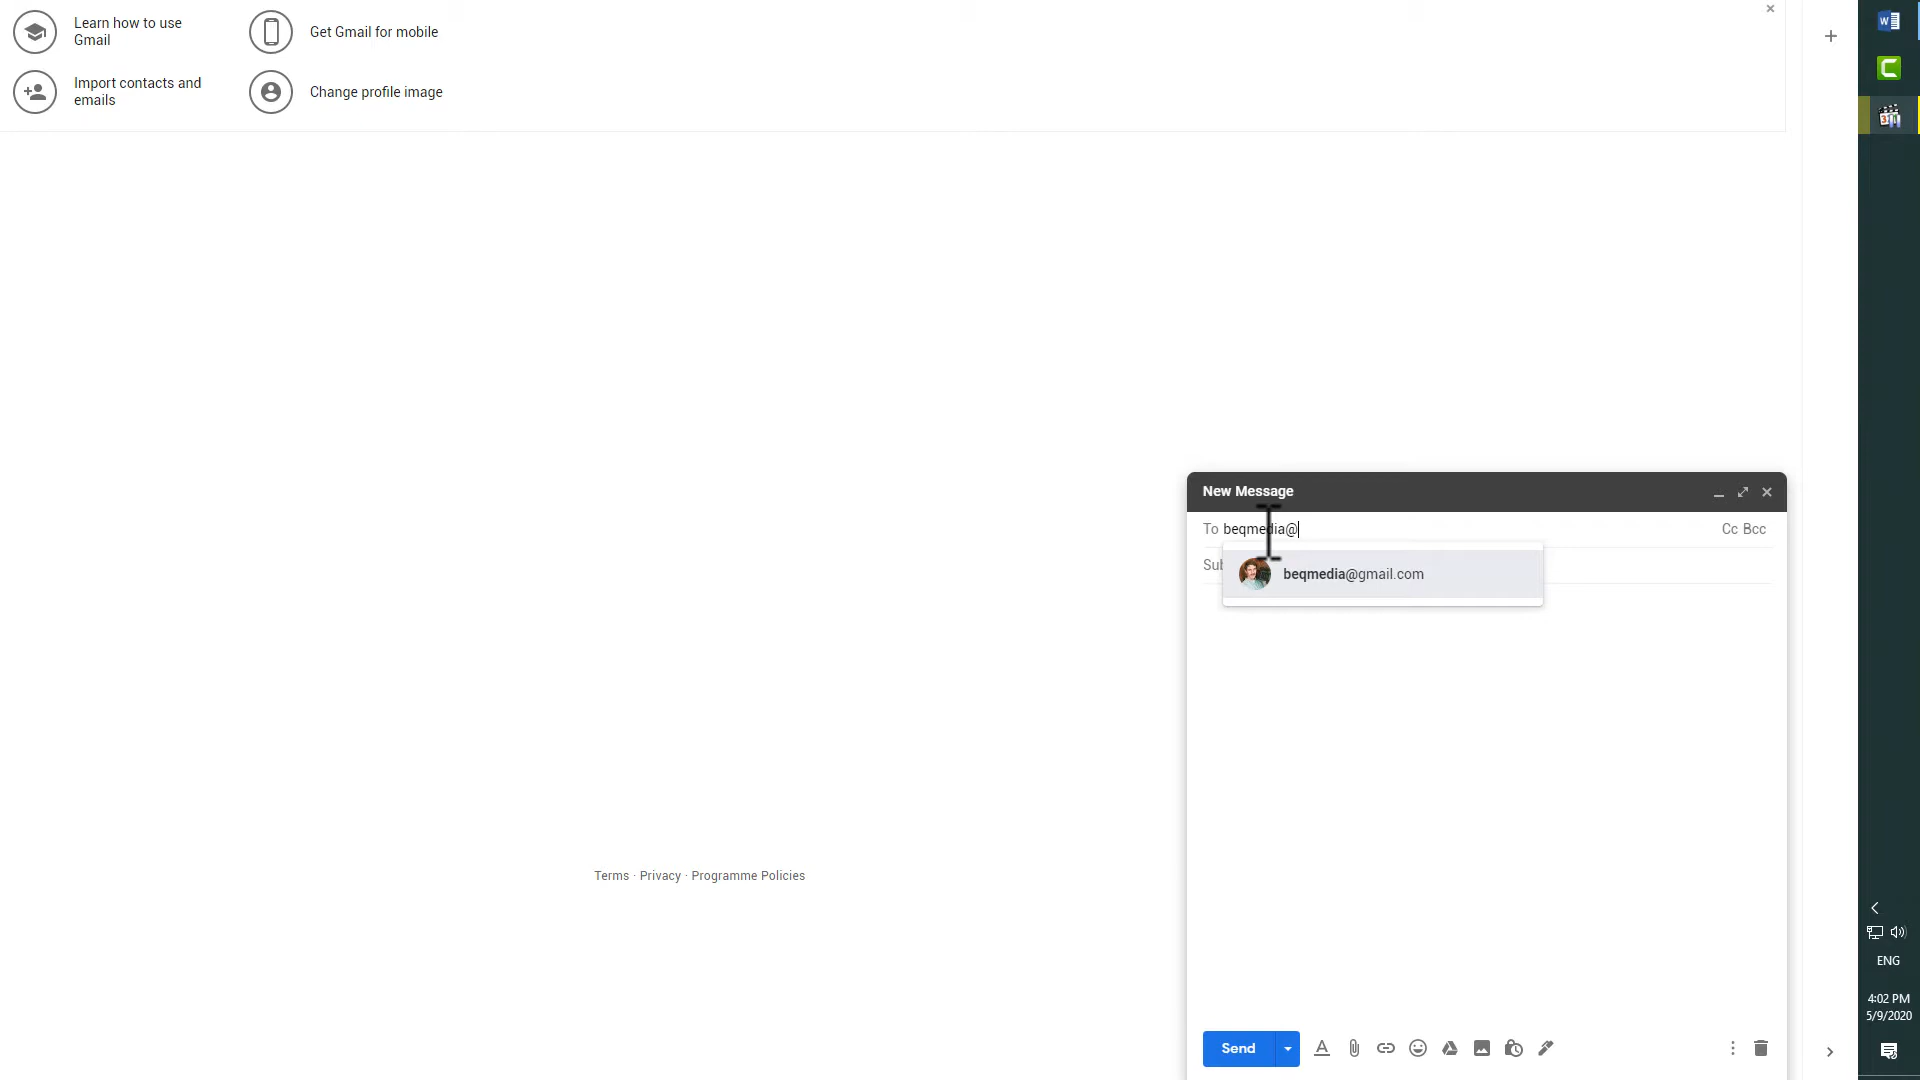 Learn how to use
Gmail
Get Gmail for mobile
Import contacts and
emails
Change profile image
New Message
To beqmedia@
Cc Bcc
Sub
beqmedia@gmail.com
Terms · Privacy · Programme Policies
Send
ENG
4:02 PM
5/9/2020